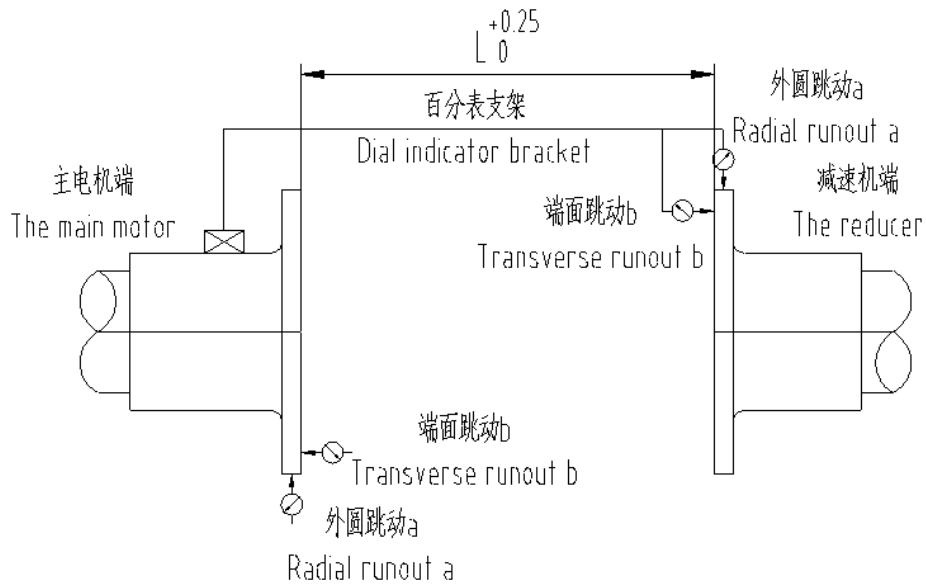 L +0.25 0
外圆跳动a
Radial runout a
百分表支架
Dial indicator bracket
主电机端
The main motor
减速机端
The reducer
端面跳动b
Transverse runout b
端面跳动b
Transverse runout b
外圆跳动a
Radial runout a